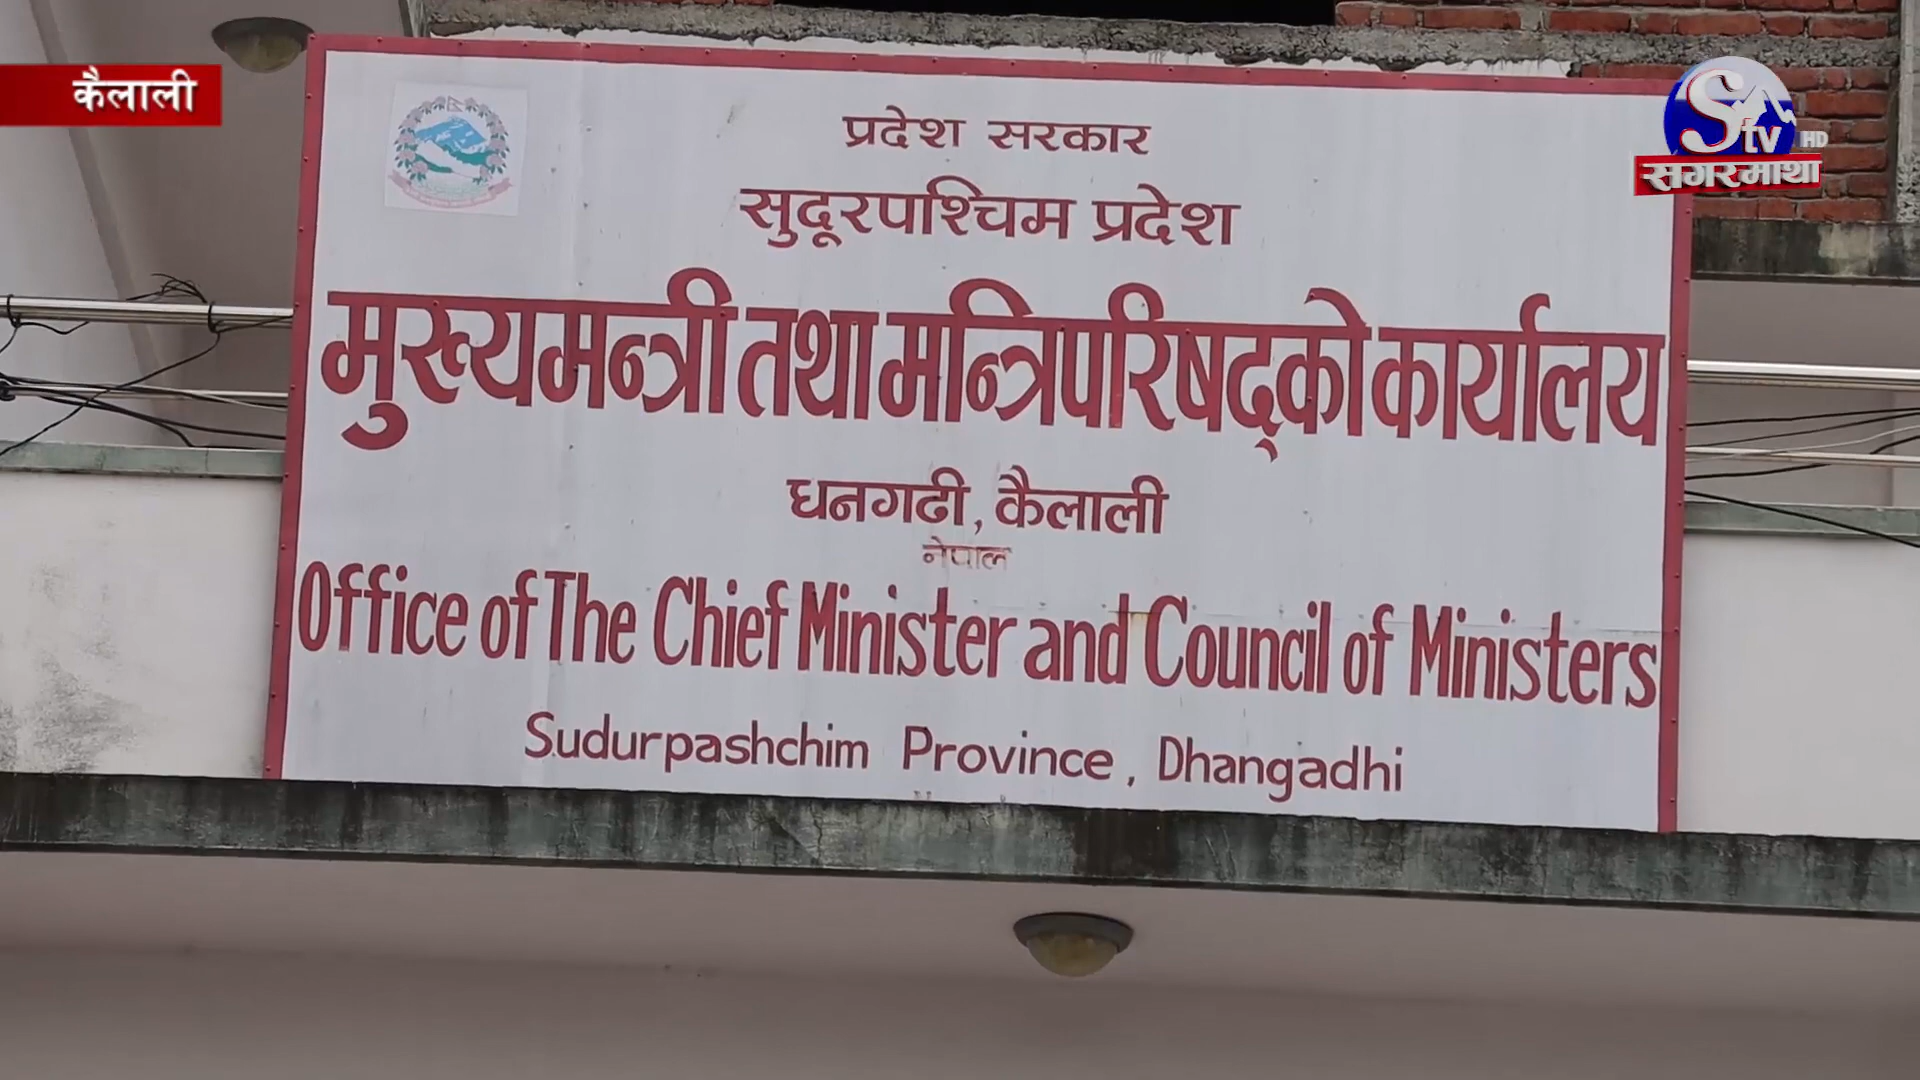 कैलाली
STV HD
सगरमाथा
प्रदेश सरकार
सुदूरपश्चिम प्रदेश
मुख्यमन्त्री तथा मन्त्रिपरिषद्को कार्यालय
धनगढी, कैलाली
नेपाल
Office of The Chief Minister and Council of Ministers
Sudurpashchim Province, Dhangadhi